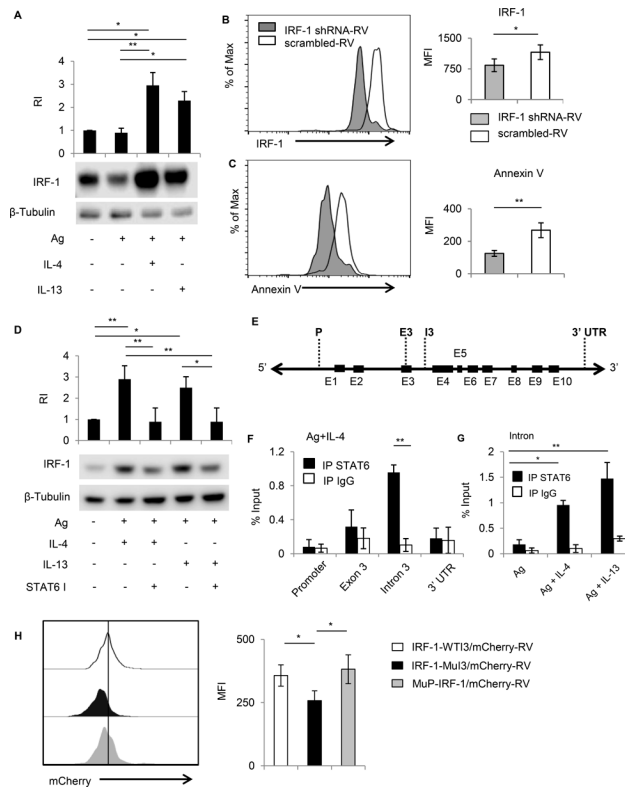 A
*
*
**
*
RI
4
3
2
1
0
IRF-1
β-Tubulin
Ag - + + +
IL-4 +
IL-13 +
B
IRF-1 shRNA-RV
scrambled-RV
% of Max
IRF-1
IRF-1
*
MFI
1500
750
0
IRF-1 shRNA-RV
scrambled-RV
C
% of Max
Annexin V
Annexin V
**
MFI
400
200
0
D
**
*
**
**
*
RI
4
3
2
1
0
IRF-1
β-Tubulin
Ag - + + + +
IL-4 - + + - -
IL-13 - - - + +
STAT6 I - - + - +
E
P E3 I3 3' UTR
E5
5' 3'
E1 E2 E3 E4 E6 E7 E8 E9 E10
F
Ag+IL-4
IP STAT6
IP IgG
**
% Input
1.2
0.8
0.4
0
Promoter
Exon 3
Intron 3
3' UTR
G
Intron
**
*
IP STAT6
IP IgG
% Input
2
1.5
1
0.5
0
Ag
Ag + IL-4
Ag + IL-13
H
mCherry
* *
MFI
500
250
0
IRF-1-WTI3/mCherry-RV
IRF-1-MuI3/mCherry-RV
MuP-IRF-1/mCherry-RV